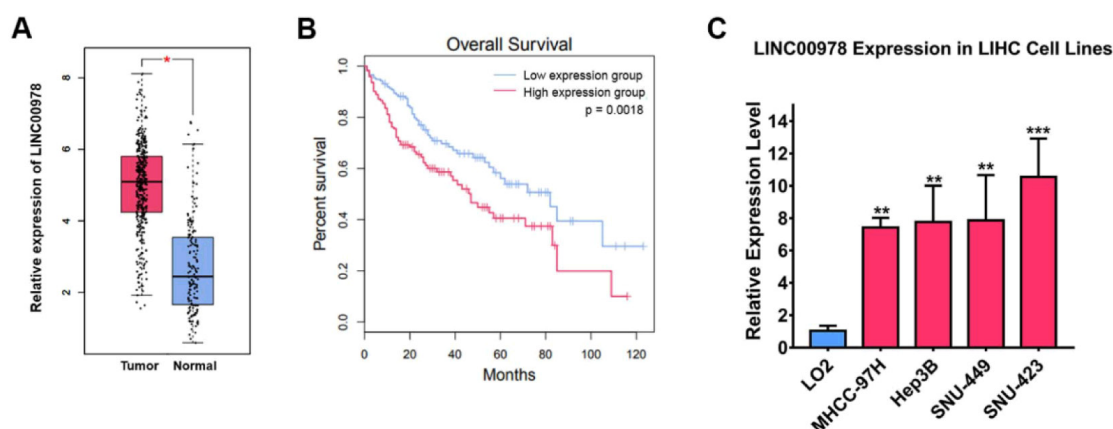 A
Relative expression of LINC00978
8
6
4
2
*
Tumor Normal
B
Overall Survival
Percent survival
1.0
0.8
0.6
0.4
0.2
0.0
Low expression group
High expression group
p = 0.0018
0 20 40 60 80 100 120
Months
C
LINC00978 Expression in LIHC Cell Lines
Relative Expression Level
14
12
10
8
6
4
2
0
** ** ** ***
LO2 MHCC-97H Hep3B SNU-449 SNU-423